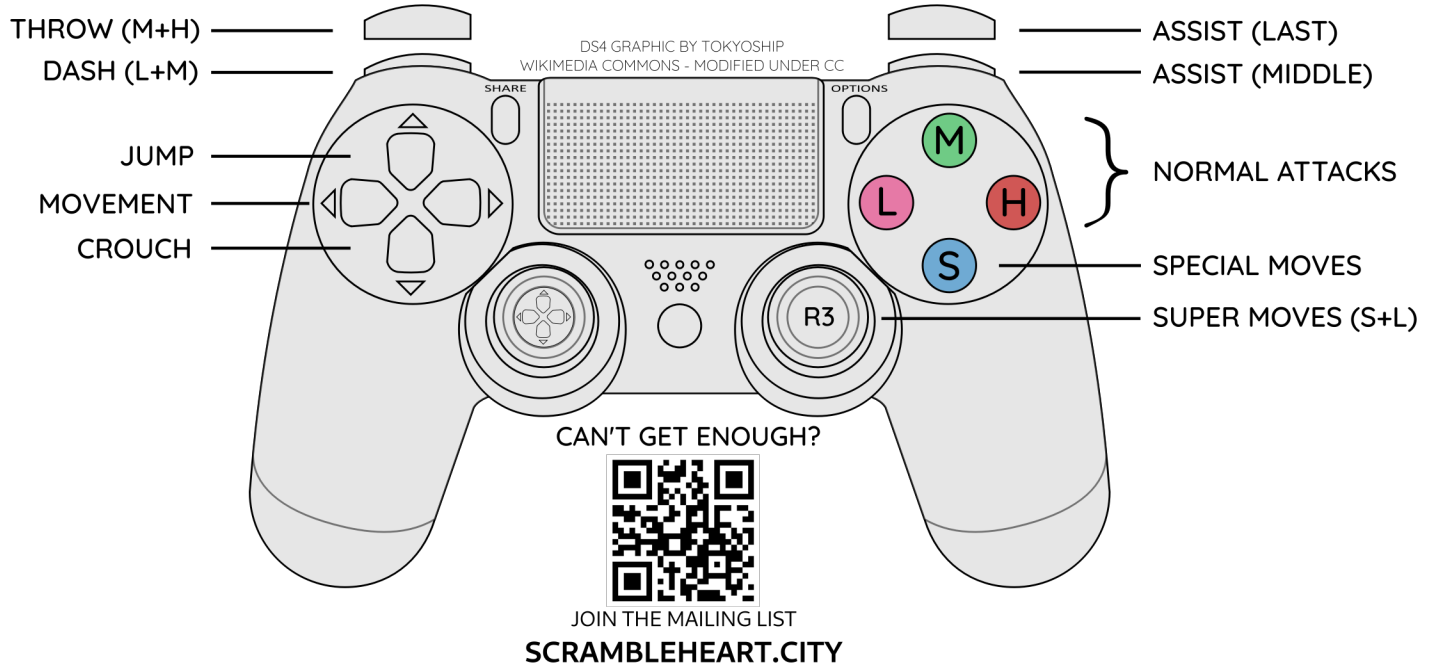 THROW (M+H)
DASH (L+M)
JUMP
MOVEMENT
CROUCH
DS4 GRAPHIC BY TOKYOSHIP
WIKIMEDIA COMMONS - MODIFIED UNDER CC
SHARE
OPTIONS
ASSIST (LAST)
ASSIST (MIDDLE)
M
L
H
S
NORMAL ATTACKS
SPECIAL MOVES
R3
SUPER MOVES (S+L)
CAN'T GET ENOUGH?
JOIN THE MAILING LIST
SCRAMBLEHEART.CITY